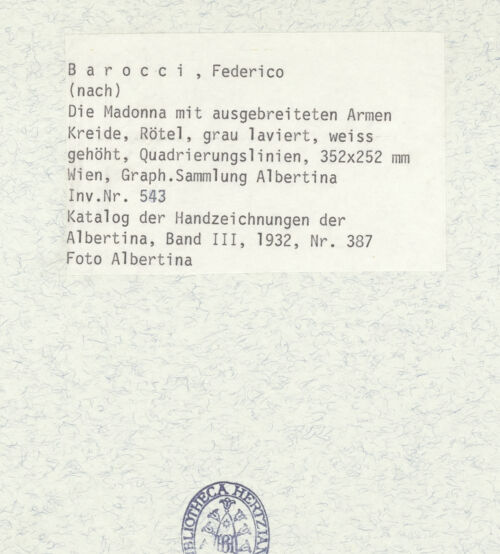 B a r o c c i , Federico
(nach)
Die Madonna mit ausgebreiteten Armen
Kreide, Rötel, grau laviert, weiss
gehöht, Quadrierungslinien, 352x252 mm
Wien, Graph.Sammlung Albertina
Inv.Nr. 543
Katalog der Handzeichnungen der
Albertina, Band III, 1932, Nr. 387
Foto Albertina
BIBLIOTHECA HERTZIAN